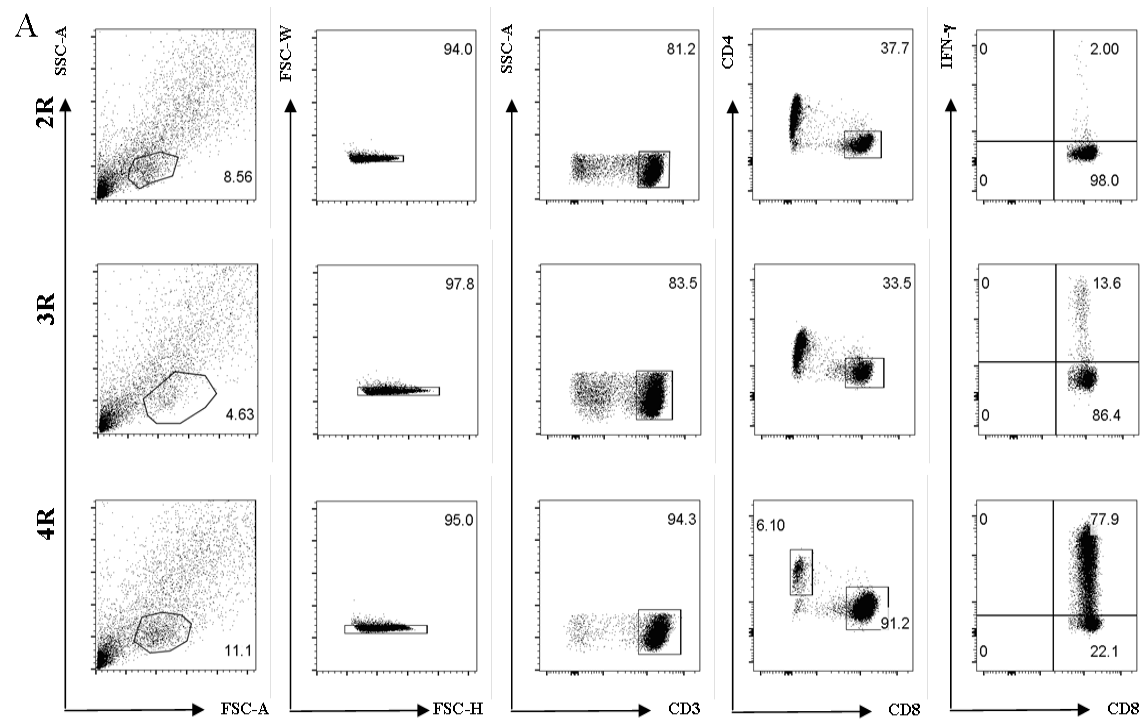 A
SSC-A
FSC-W
SSC-A
CD4
IFN-γ
2R
8.56
94.0
81.2
37.7
0
2.00
0
98.0
3R
4.63
97.8
83.5
33.5
0
13.6
0
86.4
4R
11.1
95.0
94.3
6.10
91.2
0
77.9
0
22.1
FSC-A
FSC-H
CD3
CD8
CD8